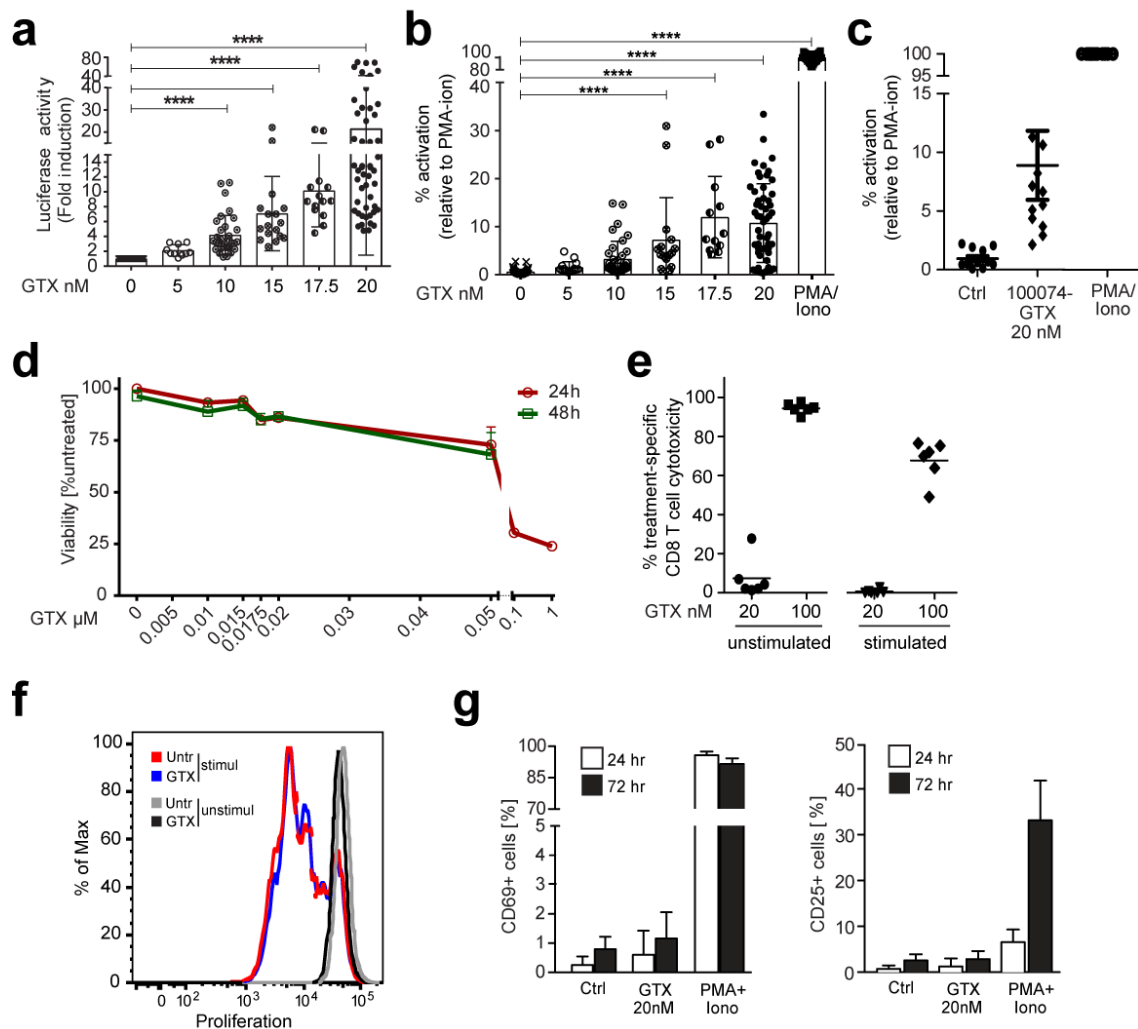 a
Luciferase activity
(Fold induction)
80
60
40
20
14
12
10
8
6
4
2
0
****
****
****
****
GTX nM
0 5 10 15 17.5 20
b
% activation
(relative to PMA-ion)
100
80
30
20
10
0
****
****
****
****
GTX nM
0 5 10 15 17.5 20 PMA/
Iono
c
% activation
(relative to PMA-ion)
100
95
15
10
5
0
Ctrl 100074- PMA/
GTX Iono
20 nM
d
Viability [%untreated]
100
75
50
25
0
24h
48h
GTX µM
0 0.005 0.01 0.015 0.0175 0.02 0.03 0.04 0.05 0.1 1
e
% treatment-specific
CD8 T cell cytotoxicity
100
80
60
40
20
0
GTX nM
20 100 20 100
unstimulated stimulated
f
% of Max
100
80
60
40
20
0
Untr
GTX
stimul
Untr
GTX
unstimul
0 10² 10³ 10⁴ 10⁵
Proliferation
g
CD69+ cells [%]
100
85
70
5
4
3
2
1
0
24 hr
72 hr
Ctrl GTX PMA+
20nM Iono
CD25+ cells [%]
50
40
30
20
10
0
24 hr
72 hr
Ctrl GTX PMA+
20nM Iono